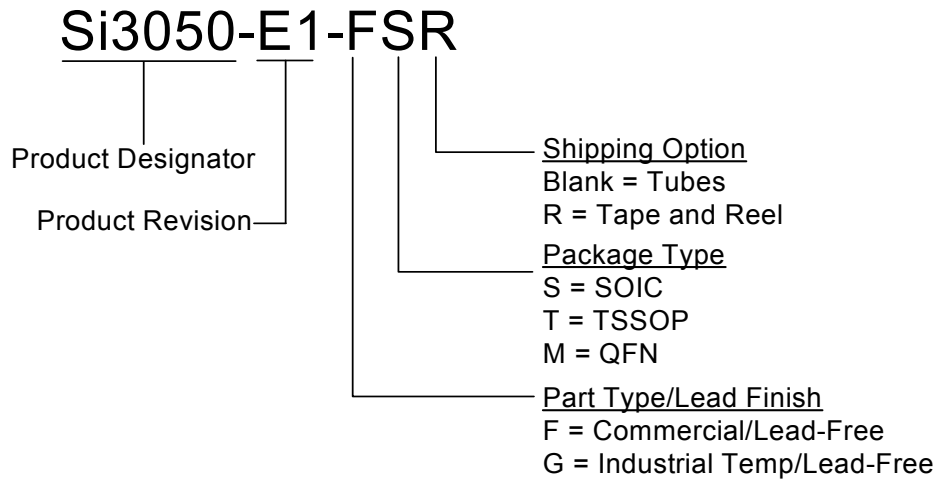 Si3050-E1-FSR
Product Designator
Product Revision
Shipping Option
Blank = Tubes
R = Tape and Reel
Package Type
S = SOIC
T = TSSOP
M = QFN
Part Type/Lead Finish
F = Commercial/Lead-Free
G = Industrial Temp/Lead-Free